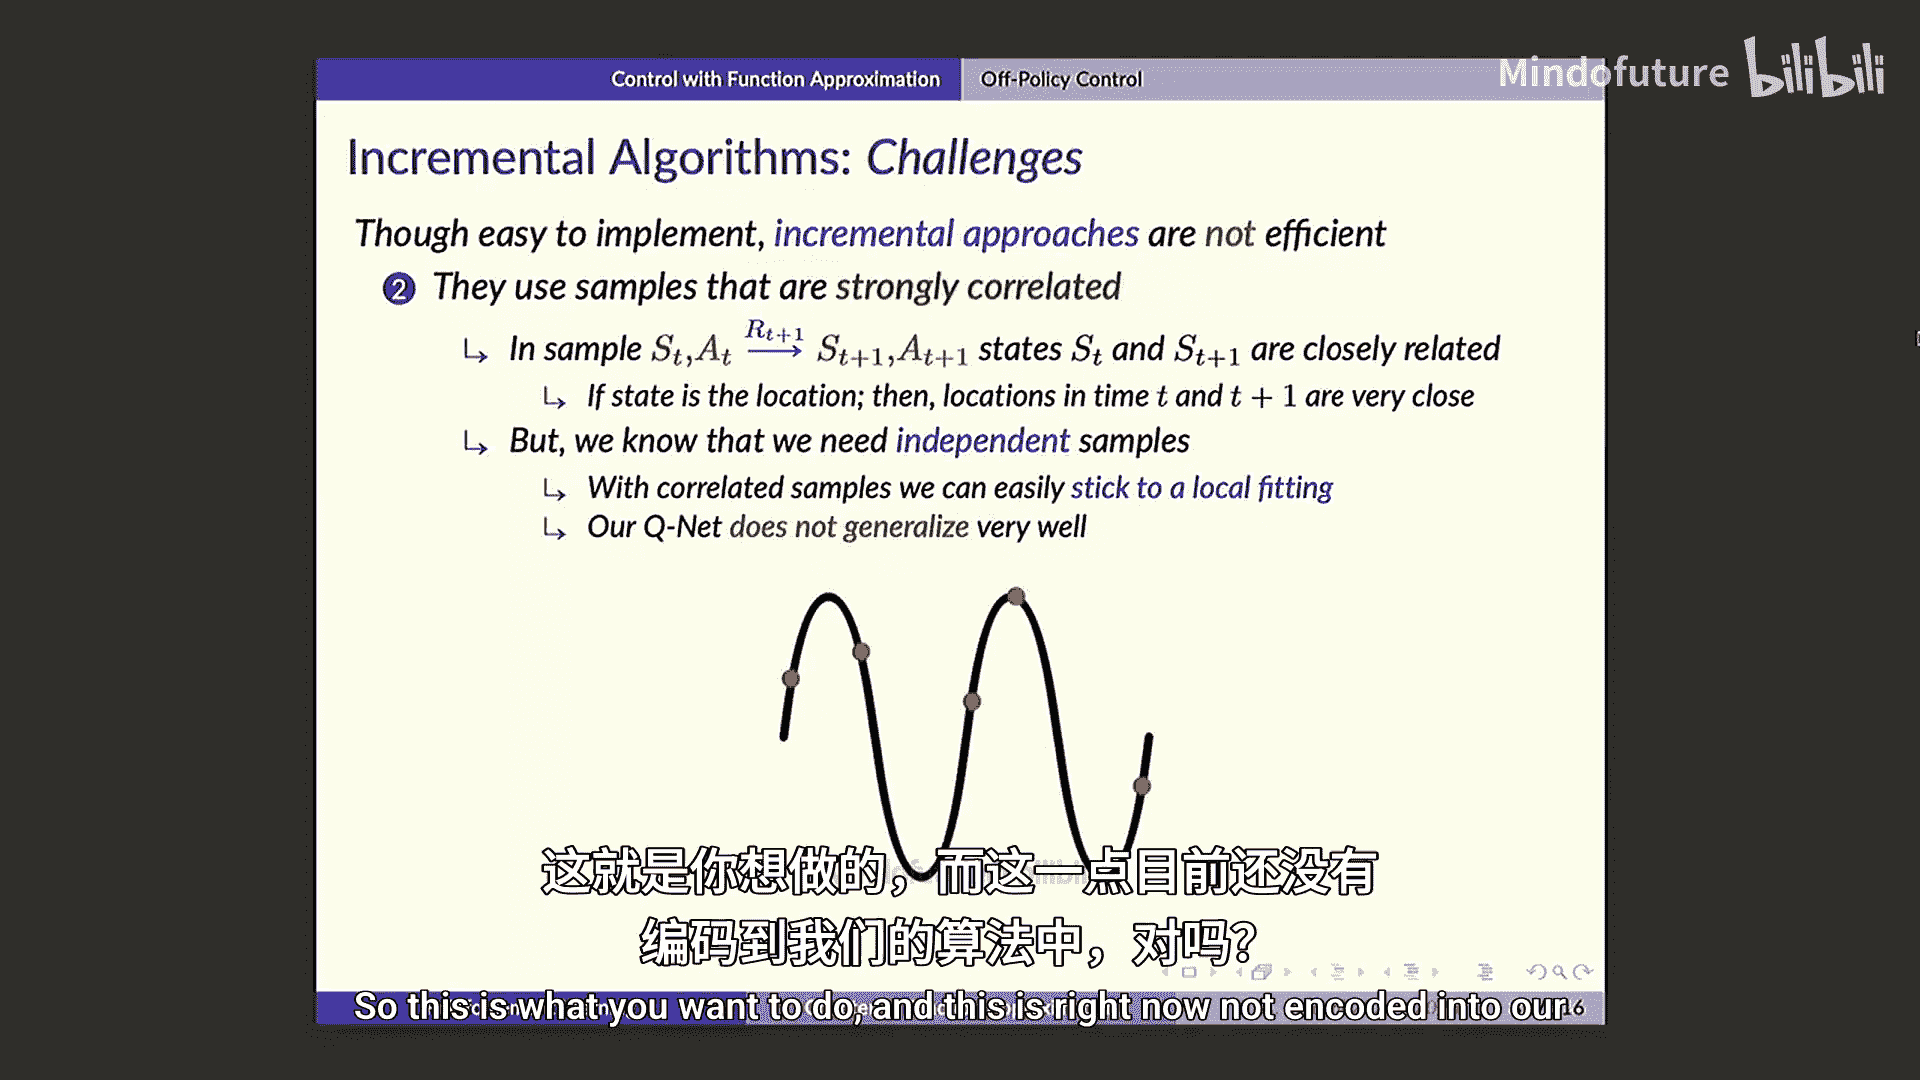 Control with Function Approximation Off-Policy Control
Mindofuture bilibili
Incremental Algorithms: Challenges
Though easy to implement, incremental approaches are not efficient
2 They use samples that are strongly correlated
↳ In sample S_t, A_t →^{R_{t+1}} S_{t+1}, A_{t+1} states S_t and S_{t+1} are closely related
↳ If state is the location; then, locations in time t and t + 1 are very close
↳ But, we know that we need independent samples
↳ With correlated samples we can easily stick to a local fitting
↳ Our Q-Net does not generalize very well
这就是你想做的，而这一点目前还没有
编码到我们的算法中，对吗？
So this is what you want to do, and this is right now not encoded into our